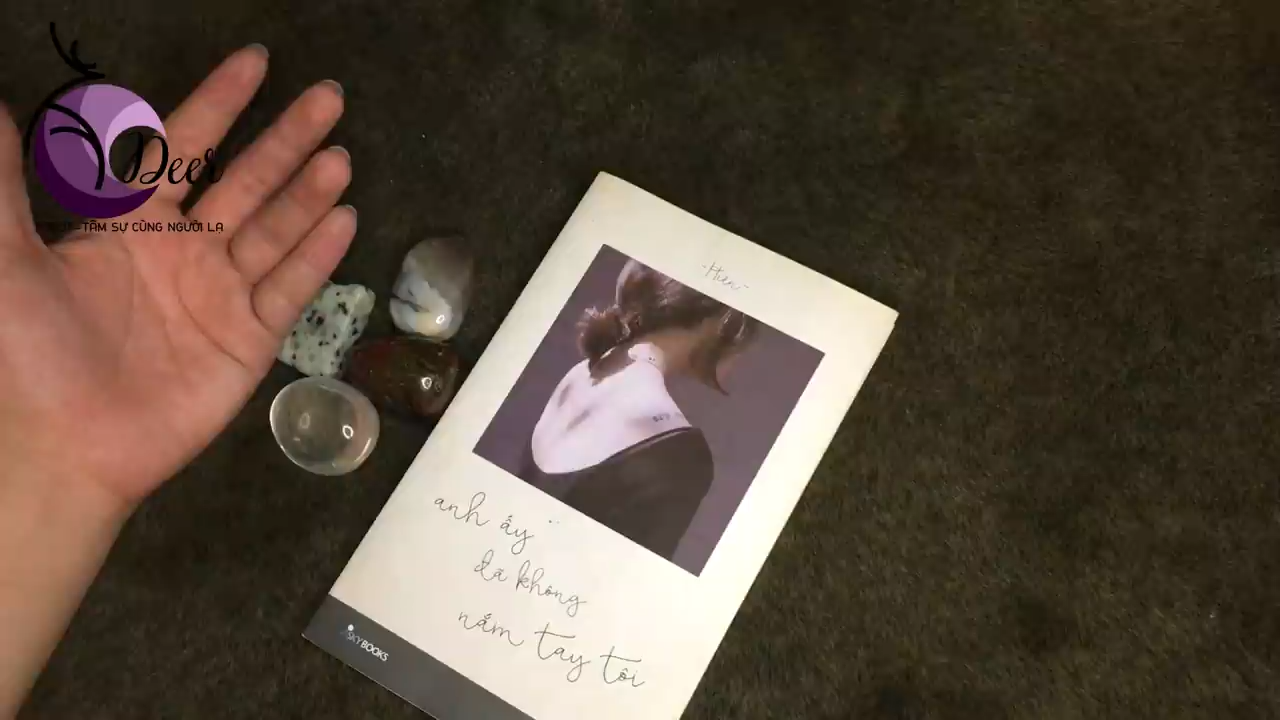 Deer
TÂM SỰ CÙNG NGƯỜI LẠ
-Hiên-
anh ấy
đã không
nắm tay tôi
SKYBOOKS